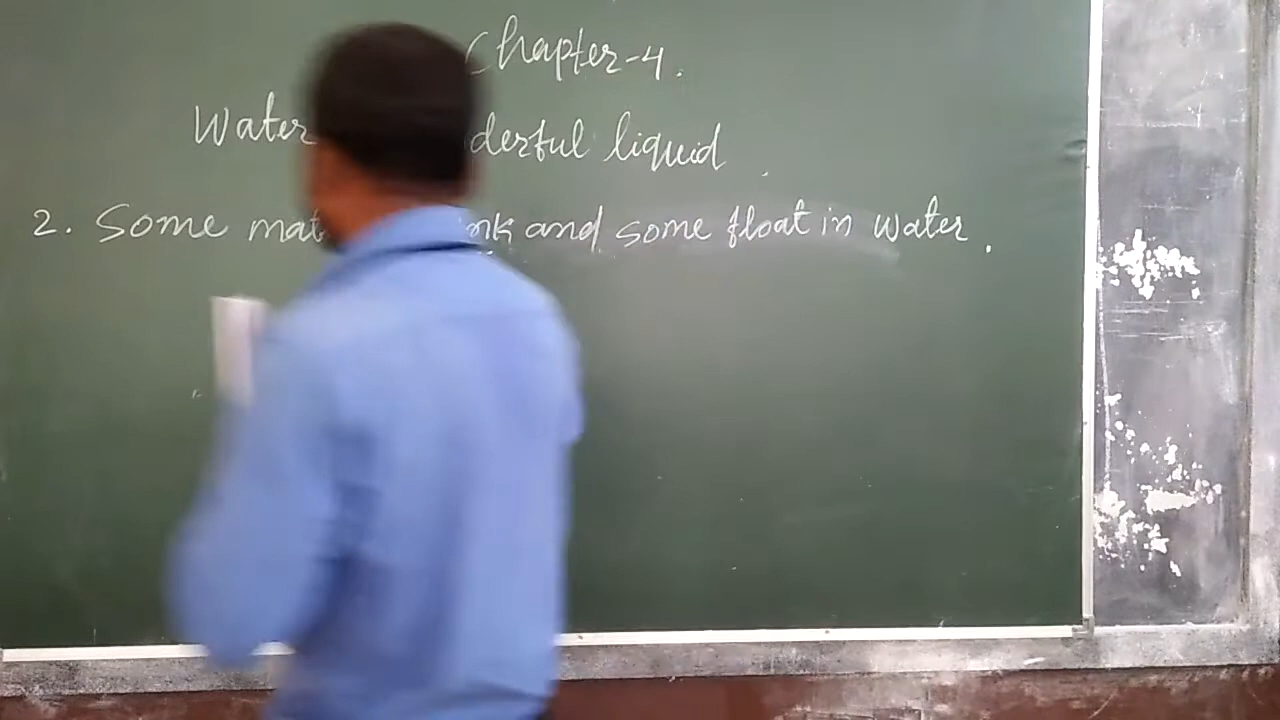 Chapter-4.
Water derful liquid.
2. Some mat nk and some float in water.